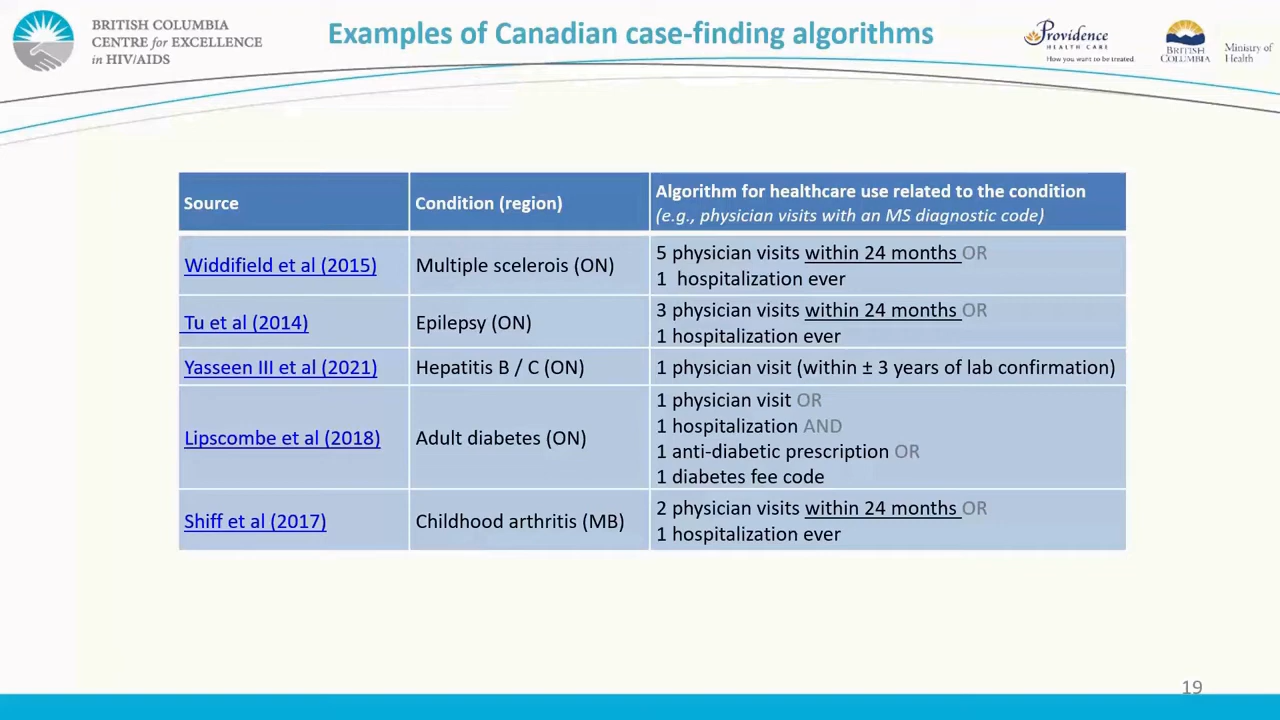 BRITISH COLUMBIA
CENTRE for EXCELLENCE
in HIV/AIDS
Examples of Canadian case-finding algorithms
Providence
HEALTH CARE
How you want to be treated.
BRITISH
COLUMBIA
Ministry of
Health
Source
Condition (region)
Algorithm for healthcare use related to the condition
(e.g., physician visits with an MS diagnostic code)
Widdifield et al (2015)
Multiple scelerois (ON)
5 physician visits within 24 months OR
1 hospitalization ever
Tu et al (2014)
Epilepsy (ON)
3 physician visits within 24 months OR
1 hospitalization ever
Yasseen III et al (2021)
Hepatitis B / C (ON)
1 physician visit (within ± 3 years of lab confirmation)
Lipscombe et al (2018)
Adult diabetes (ON)
1 physician visit OR
1 hospitalization AND
1 anti-diabetic prescription OR
1 diabetes fee code
Shiff et al (2017)
Childhood arthritis (MB)
2 physician visits within 24 months OR
1 hospitalization ever
19